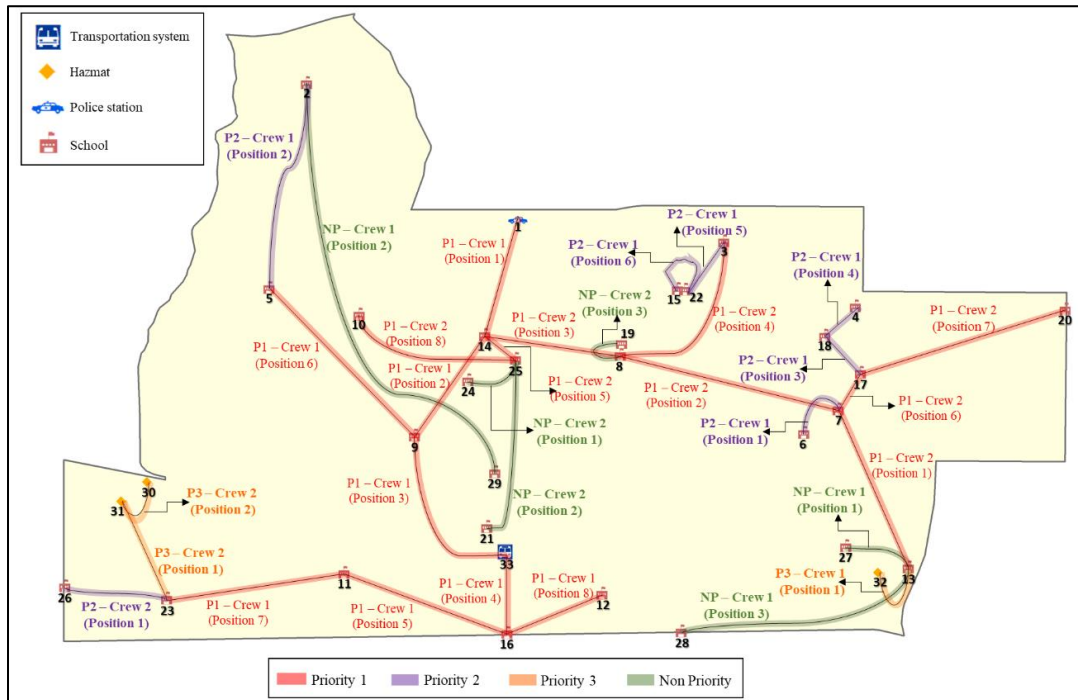 Transportation system
Hazmat
Police station
School
2
P2 – Crew 1
(Position 2)
NP – Crew 1
(Position 2)
1
P1 – Crew 1
(Position 1)
P2 – Crew 1
(Position 5)
P2 – Crew 1
(Position 6)
3
15
22
P2 – Crew 1
(Position 4)
4
20
P1 – Crew 2
(Position 7)
5
10
P1 – Crew 2
(Position 8)
14
P1 – Crew 2
(Position 3)
NP – Crew 2
(Position 3)
19
8
P1 – Crew 2
(Position 4)
18
P2 – Crew 1
(Position 3)
17
P1 – Crew 1
(Position 6)
P1 – Crew 1
(Position 2)
25
24
P1 – Crew 2
(Position 5)
P1 – Crew 2
(Position 2)
P1 – Crew 2
(Position 6)
7
P2 – Crew 1
(Position 1)
6
NP – Crew 2
(Position 1)
9
P1 – Crew 2
(Position 1)
30
31
P3 – Crew 2
(Position 2)
P1 – Crew 1
(Position 3)
29
NP – Crew 2
(Position 2)
21
NP – Crew 1
(Position 1)
27
33
13
P3 – Crew 2
(Position 1)
26
23
11
P2 – Crew 2
(Position 1)
P1 – Crew 1
(Position 7)
P1 – Crew 1
(Position 5)
P1 – Crew 1
(Position 4)
P1 – Crew 1
(Position 8)
12
16
P3 – Crew 1
(Position 1)
32
NP – Crew 1
(Position 3)
28
Priority 1
Priority 2
Priority 3
Non Priority